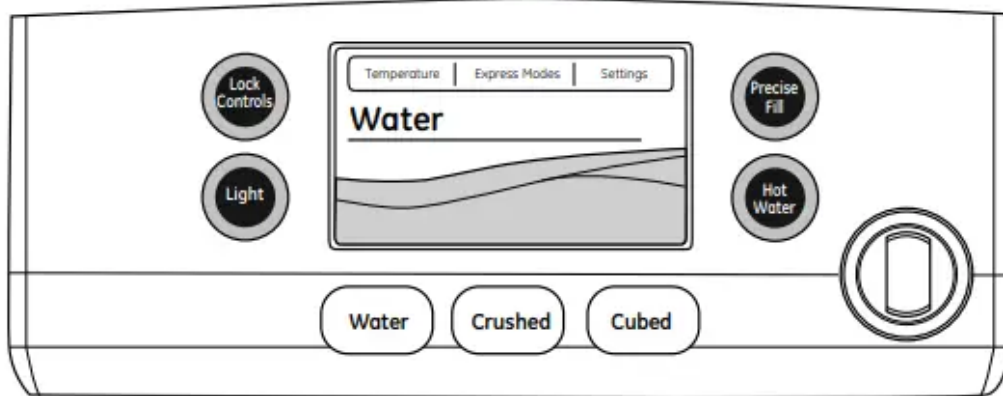 Lock
Controls
Temperature | Express Modes | Settings
Precise
Fill
Water
Light
Hot
Water
Water
Crushed
Cubed